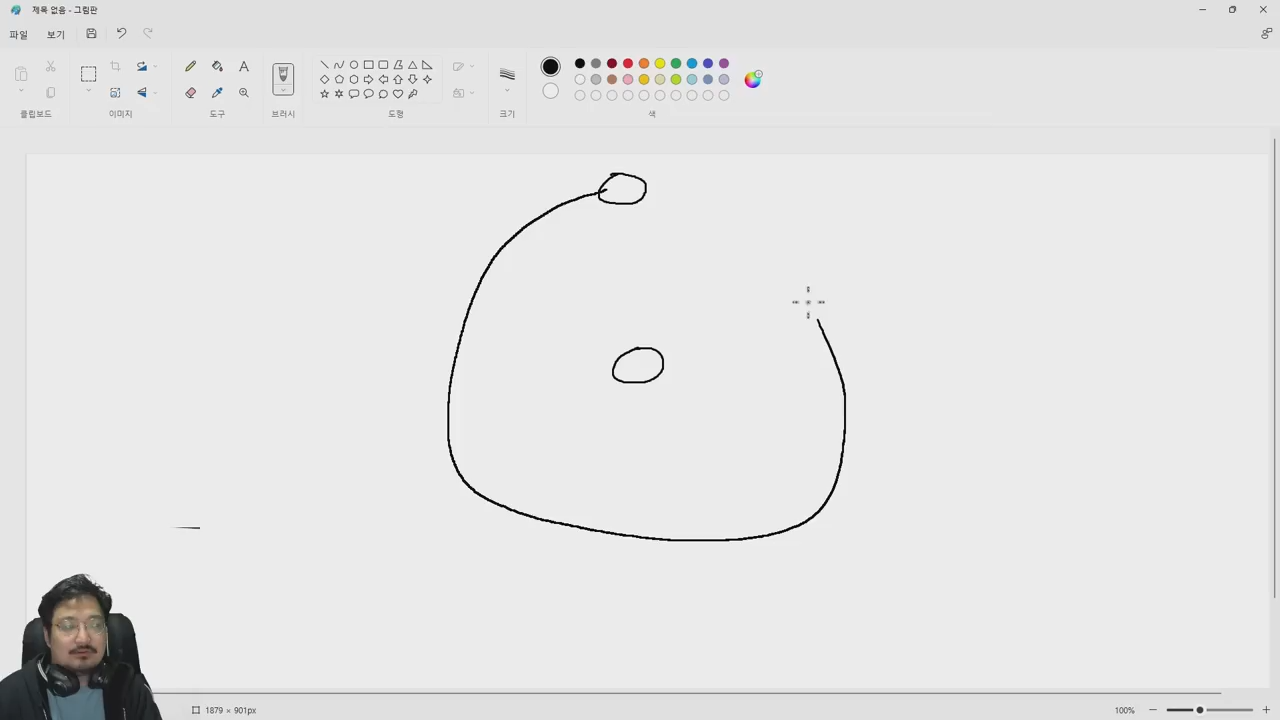 제목 없음 - 그림판
파일 보기
A
클립보드 이미지 도구 브러시 도형 크기 색
1879 × 901px 100%